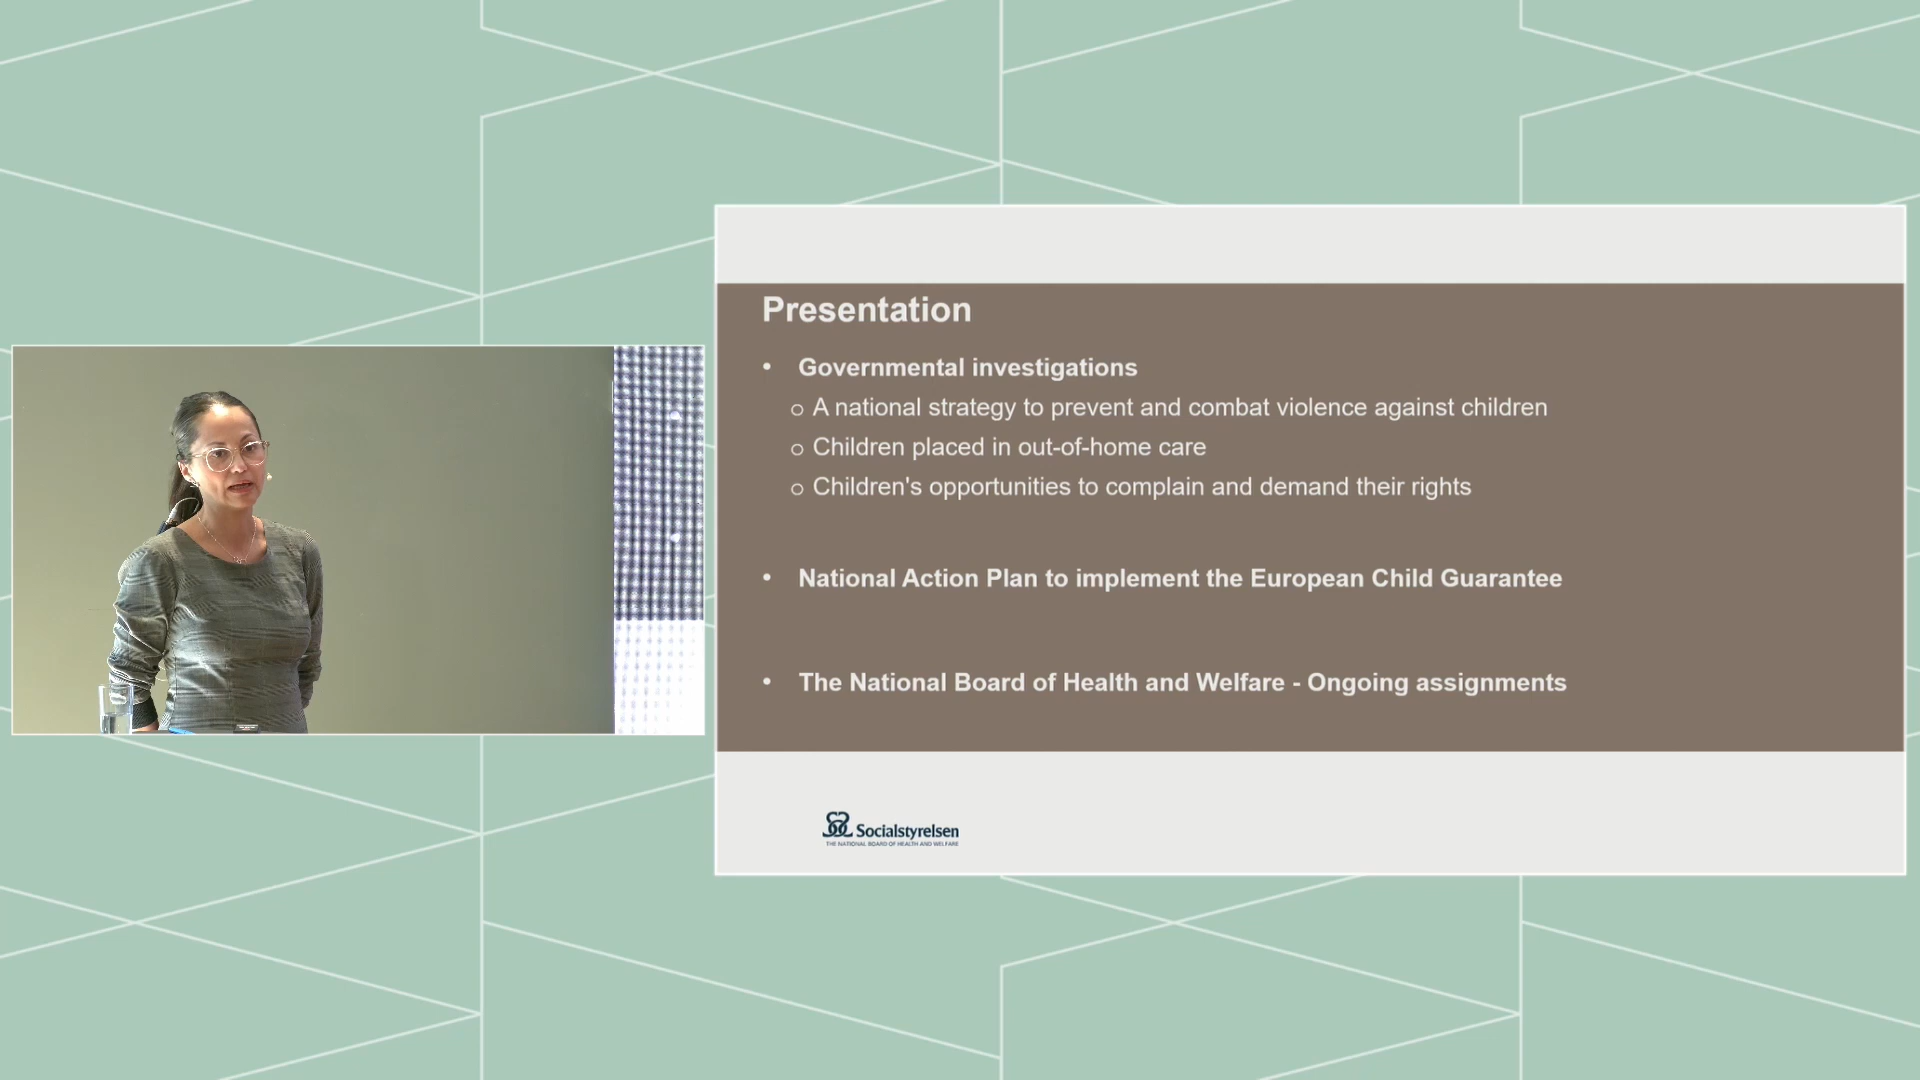 Presentation
• Governmental investigations
o A national strategy to prevent and combat violence against children
o Children placed in out-of-home care
o Children's opportunities to complain and demand their rights
• National Action Plan to implement the European Child Guarantee
• The National Board of Health and Welfare - Ongoing assignments
Socialstyrelsen
THE NATIONAL BOARD OF HEALTH AND WELFARE